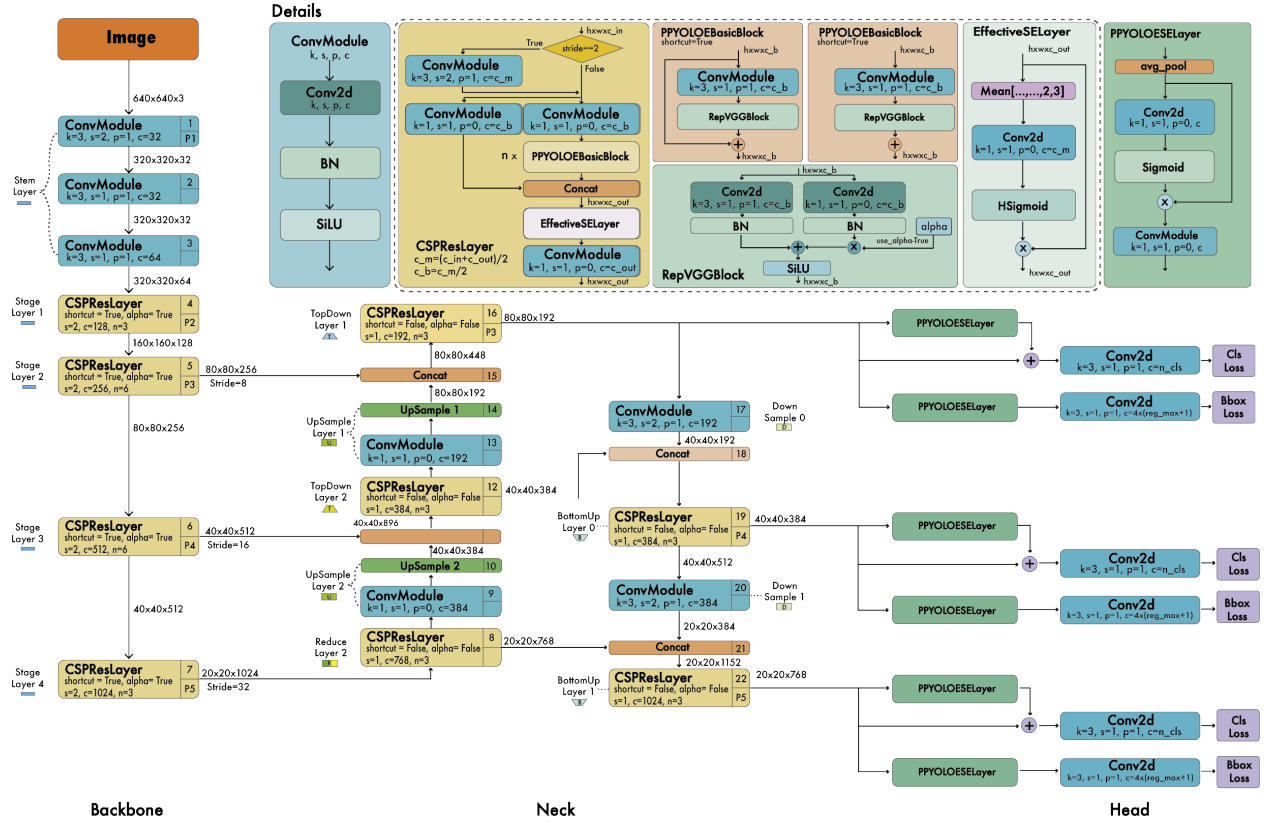 Details
Image
640x640x3
ConvModule
k=3, s=2, p=1, c=32
1
P1
320x320x32
Stem
Layer
ConvModule
k=3, s=1, p=1, c=32
2
320x320x32
ConvModule
k=3, s=1, p=1, c=64
3
320x320x64
Stage
Layer 1
CSPResLayer
shortcut = True, alpha= True
s=2, c=128, n=3
4
P2
160x160x128
Stage
Layer 2
CSPResLayer
shortcut = True, alpha= True
s=2, c=256, n=6
5
P3
80x80x256
Stride=8
80x80x256
Stage
Layer 3
CSPResLayer
shortcut = True, alpha= True
s=2, c=512, n=6
6
P4
40x40x512
Stride=16
40x40x512
Stage
Layer 4
CSPResLayer
shortcut = True, alpha= True
s=2, c=1024, n=3
7
P5
20x20x1024
Stride=32
Backbone
ConvModule
k, s, p, c
Conv2d
k, s, p, c
BN
SiLU
hxwxc_in
True
stride==2
False
ConvModule
k=3, s=2, p=1, c=c_m
ConvModule
k=1, s=1, p=0, c=c_b
ConvModule
k=1, s=1, p=0, c=c_b
n x
PPYOLOEBasicBlock
Concat
hxwxc_out
EffectiveSELayer
ConvModule
k=1, s=1, p=0, c=c_out
hxwxc_out
CSPResLayer
c_m=(c_in+c_out)/2
c_b=c_m/2
PPYOLOEBasicBlock
shortcut=True
hxwxc_b
ConvModule
k=3, s=1, p=1, c=c_b
RepVGGBlock
+
hxwxc_b
PPYOLOEBasicBlock
shortcut=True
hxwxc_b
ConvModule
k=3, s=1, p=1, c=c_b
RepVGGBlock
+
hxwxc_b
hxwxc_b
Conv2d
k=3, s=1, p=1, c=c_b
Conv2d
k=1, s=1, p=0, c=c_b
BN
BN
alpha
use_alpha-True
+
x
SiLU
hxwxc_b
RepVGGBlock
EffectiveSELayer
hxwxc_out
Mean[...,...,2,3]
Conv2d
k=1, s=1, p=0, c=c_m
HSigmoid
x
hxwxc_out
PPYOLOESELayer
avg_pool
Conv2d
k=1, s=1, p=0, c
Sigmoid
x
ConvModule
k=1, s=1, p=0, c
TopDown
Layer 1
T
CSPResLayer
shortcut = False, alpha= False
s=1, c=192, n=3
16
P3
80x80x192
80x80x448
Concat
15
80x80x192
UpSample 1
14
UpSample
Layer 1
U
ConvModule
k=1, s=1, p=0, c=192
13
TopDown
Layer 2
T
CSPResLayer
shortcut = False, alpha= False
s=1, c=384, n=3
12
40x40x384
40x40x896
40x40x384
UpSample 2
10
UpSample
Layer 2
U
ConvModule
k=1, s=1, p=0, c=384
9
Reduce
Layer 2
R
CSPResLayer
shortcut = False, alpha= False
s=1, c=768, n=3
8
20x20x768
ConvModule
k=3, s=2, p=1, c=192
17
Down
Sample 0
D
40x40x192
Concat
18
BottomUp
Layer 0
B
CSPResLayer
shortcut = False, alpha= False
s=1, c=384, n=3
19
P4
40x40x384
40x40x512
ConvModule
k=3, s=2, p=1, c=384
20
Down
Sample 1
D
20x20x384
Concat
21
20x20x1152
BottomUp
Layer 1
B
CSPResLayer
shortcut = False, alpha= False
s=1, c=1024, n=3
22
P5
20x20x768
Neck
PPYOLOESELayer
+
Conv2d
k=3, s=1, p=1, c=n_cls
Cls
Loss
PPYOLOESELayer
Conv2d
k=3, s=1, p=1, c=4x(reg_max+1)
Bbox
Loss
PPYOLOESELayer
+
Conv2d
k=3, s=1, p=1, c=n_cls
Cls
Loss
PPYOLOESELayer
Conv2d
k=3, s=1, p=1, c=4x(reg_max+1)
Bbox
Loss
PPYOLOESELayer
+
Conv2d
k=3, s=1, p=1, c=n_cls
Cls
Loss
PPYOLOESELayer
Conv2d
k=3, s=1, p=1, c=4x(reg_max+1)
Bbox
Loss
Head